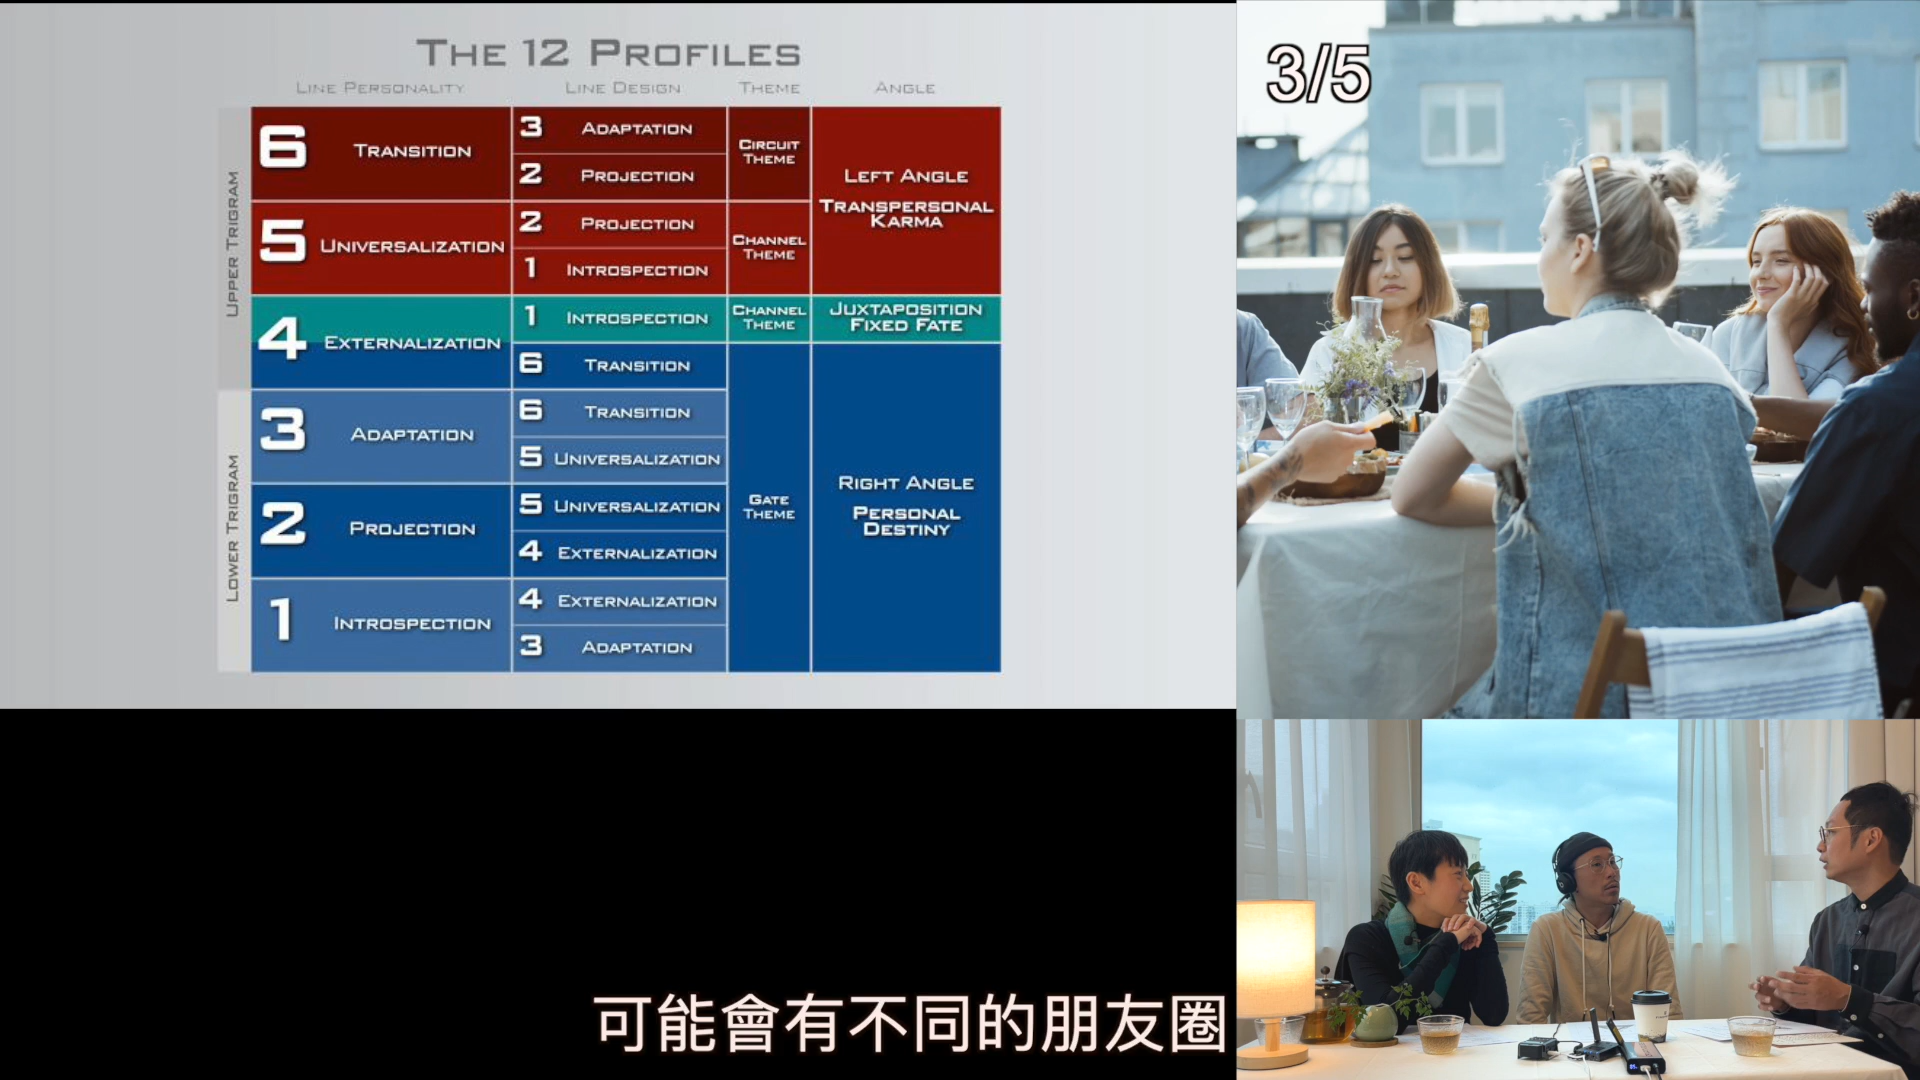 THE 12 PROFILES
LINE PERSONALITY
LINE DESIGN
THEME
ANGLE
UPPER TRIGRAM
LOWER TRIGRAM
6 TRANSITION
3 ADAPTATION
2 PROJECTION
CIRCUIT
THEME
5 UNIVERSALIZATION
2 PROJECTION
1 INTROSPECTION
CHANNEL
THEME
LEFT ANGLE
TRANSPERSONAL
KARMA
4 EXTERNALIZATION
1 INTROSPECTION
CHANNEL
THEME
JUXTAPOSITION
FIXED FATE
6 TRANSITION
3 ADAPTATION
6 TRANSITION
5 UNIVERSALIZATION
2 PROJECTION
5 UNIVERSALIZATION
4 EXTERNALIZATION
1 INTROSPECTION
4 EXTERNALIZATION
3 ADAPTATION
GATE
THEME
RIGHT ANGLE
PERSONAL
DESTINY
3/5
可能會有不同的朋友圈